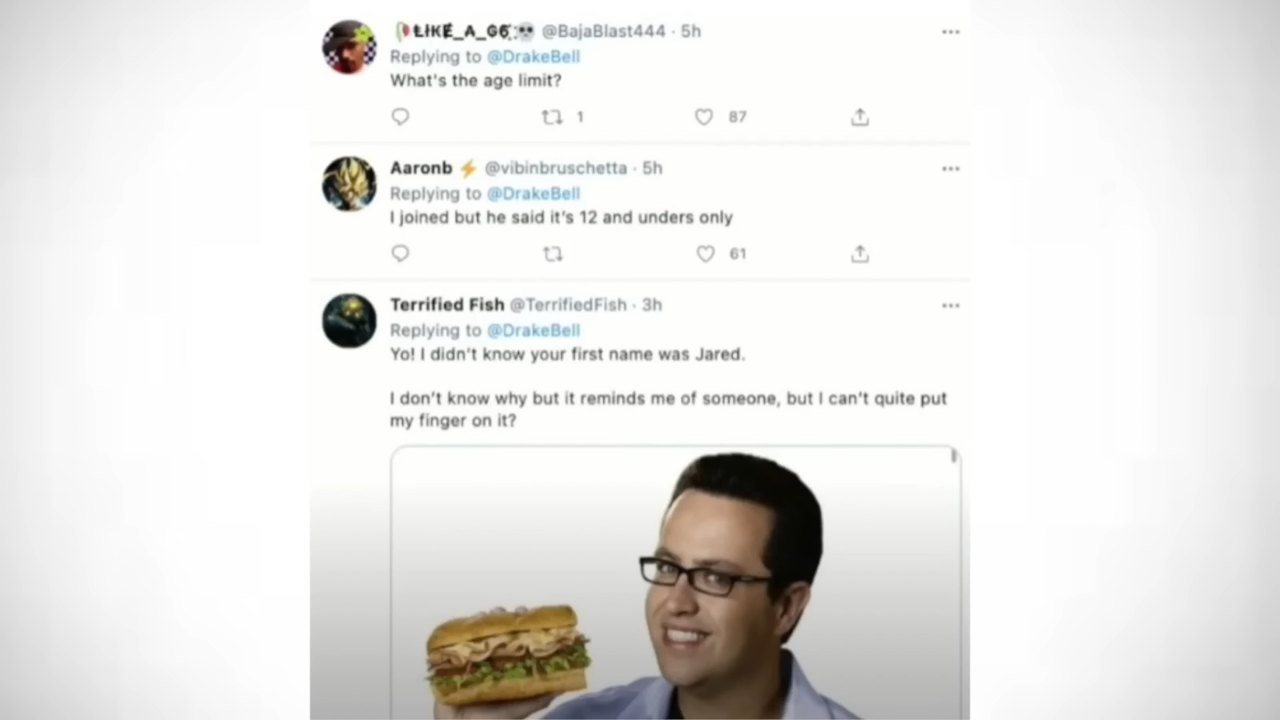 ŁIKE_A_G6 @BajaBlast444 · 5h
Replying to @DrakeBell
What's the age limit?
1 87
Aaronb ⚡ @vibinbruschetta · 5h
Replying to @DrakeBell
I joined but he said it's 12 and unders only
61
Terrified Fish @TerrifiedFish · 3h
Replying to @DrakeBell
Yo! I didn't know your first name was Jared.
I don't know why but it reminds me of someone, but I can't quite put
my finger on it?